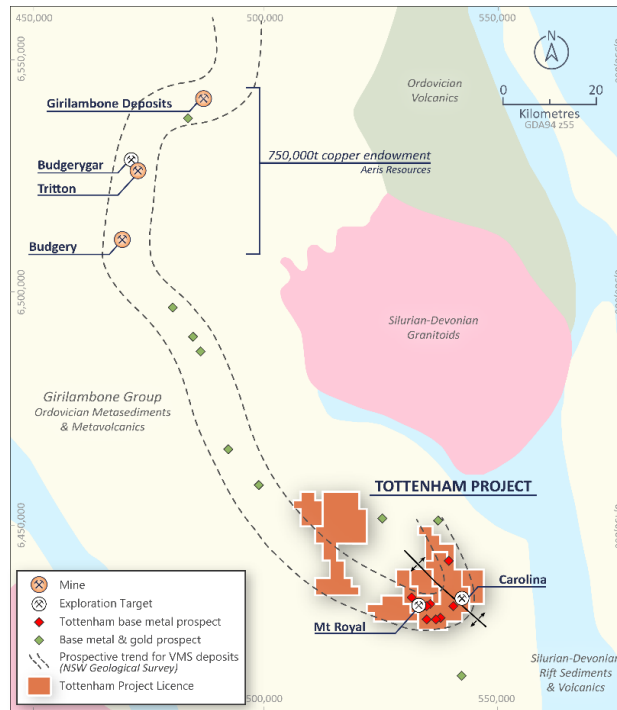 450,000
500,000
550,000
6,550,000
N
20
0
Kilometres
GDA94 z55
Ordovician
Volcanics
Girilambone Deposits
750,000t copper endowment
Aeris Resources
Budgerygar
Tritton
Budgery
6,500,000
Silurian-Devonian
Granitoids
Girilambone Group
Ordovician Metasediments
& Metavolcanics
TOTTENHAM PROJECT
6,450,000
Carolina
Mt Royal
Mine
Exploration Target
Tottenham base metal prospect
Base metal & gold prospect
Prospective trend for VMS deposits
(NSW Geological Survey)
Tottenham Project Licence
Silurian-Devonian
Rift Sediments
& Volcanics
500,000
550,000